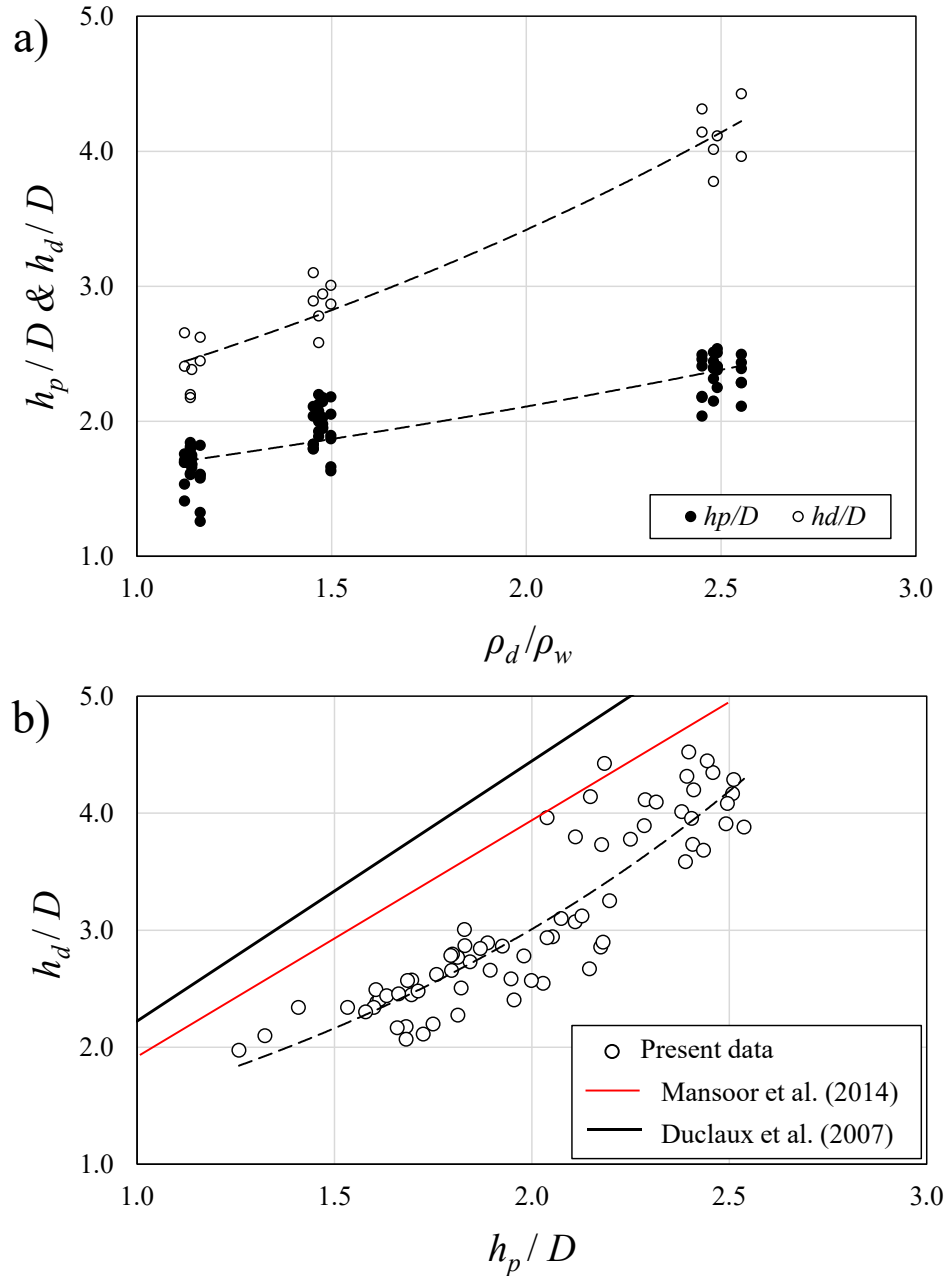 a)
5.0
4.0
3.0
2.0
1.0
h_p/D & h_d/D
hp/D hd/D
1.0 1.5 2.0 2.5 3.0
ρ_d/ρ_w
b)
5.0
4.0
3.0
2.0
1.0
h_d/D
Present data
Mansoor et al. (2014)
Duclaux et al. (2007)
1.0 1.5 2.0 2.5 3.0
h_p/D